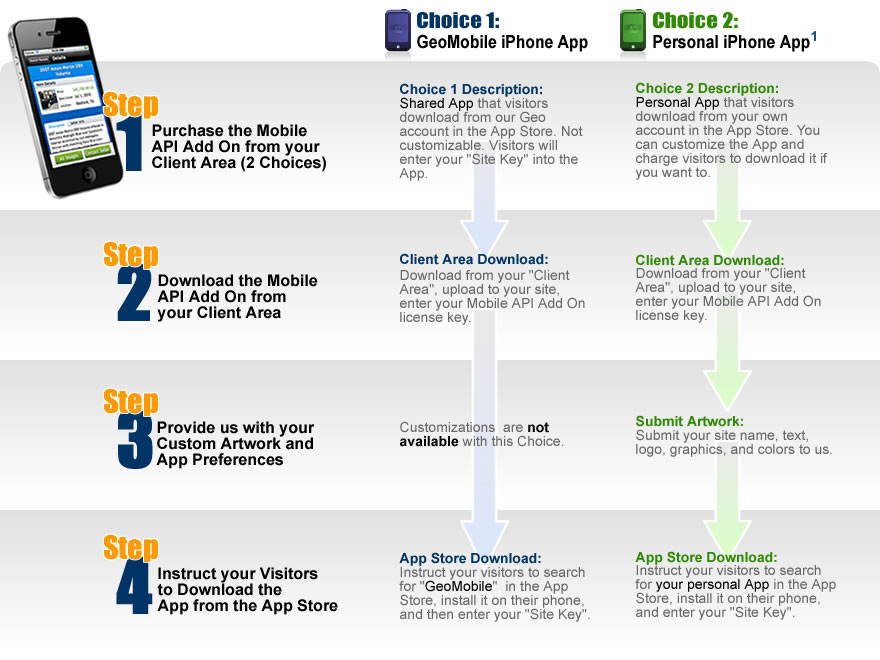 Choice 1:
GeoMobile iPhone App
Choice 2:
Personal iPhone App1
Details
Step
1
Purchase the Mobile
API Add On from your
Client Area (2 Choices)
Choice 1 Description:
Shared App that visitors
download from our Geo
account in the App Store. Not
customizable. Visitors will
enter your "Site Key" into the
App.
Choice 2 Description:
Personal App that visitors
download from your own
account in the App Store. You
can customize the App and
charge visitors to download it if
you want to.
Step
2
Download the Mobile
API Add On from
your Client Area
Client Area Download:
Download from your "Client
Area", upload to your site,
enter your Mobile API Add On
license key.
Client Area Download:
Download from your "Client
Area", upload to your site,
enter your Mobile API Add On
license key.
Step
3
Provide us with your
Custom Artwork and
App Preferences
Customizations are not
available with this Choice.
Submit Artwork:
Submit your site name, text,
logo, graphics, and colors to us.
Step
4
Instruct your Visitors
to Download the
App from the App Store
App Store Download:
Instruct your visitors to search
for "GeoMobile" in the App
Store, install it on their phone,
and then enter your "Site Key".
App Store Download:
Instruct your visitors to search
for your personal App in the App
Store, install it on their phone,
and enter your "Site Key".